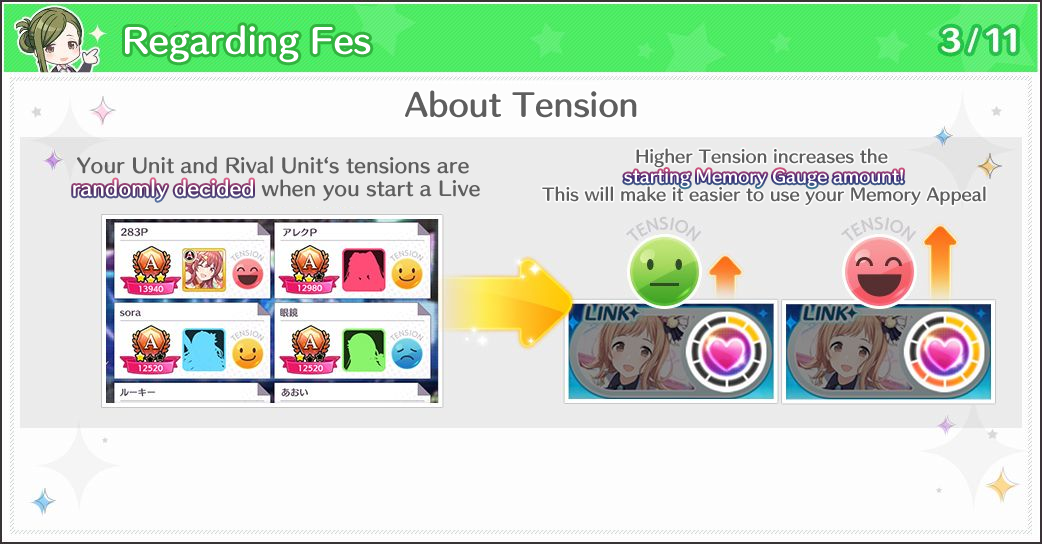 Regarding Fes
3/11
About Tension
Your Unit and Rival Unit's tensions are
randomly decided when you start a Live
283P
A
A
13940
TENSION
アレクP
A
12980
TENSION
sora
A
12520
TENSION
眼鏡
A
12520
TENSION
ルーキー
あおい
Higher Tension increases the
starting Memory Gauge amount!
This will make it easier to use your Memory Appeal
TENSION
LINK
TENSION
LINK